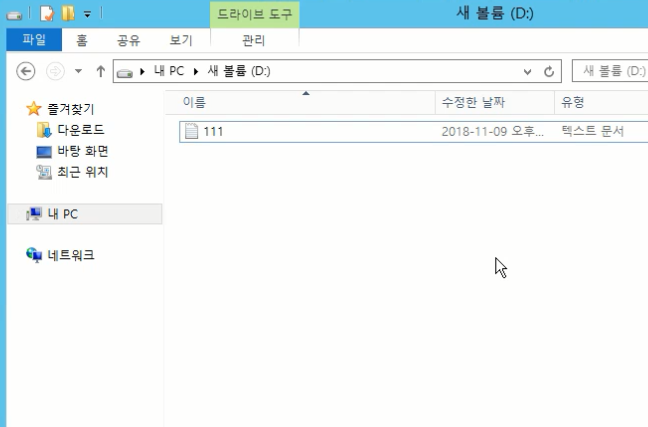 드라이브 도구
새 볼륨 (D:)
파일 홈 공유 보기 관리
내 PC 새 볼륨 (D:)
새 볼륨 (D:)
이름 수정한 날짜 유형
즐겨찾기
다운로드
바탕 화면
최근 위치
내 PC
네트워크
111 2018-11-09 오후... 텍스트 문서